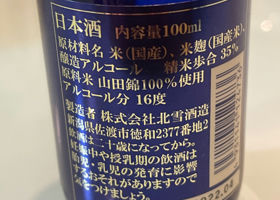 日本酒 内容量100ml
原材料名 米(国産)、米麹(国産米)、
醸造アルコール 精米歩合 35%
原料米 山田錦100%使用
アルコール分 16度
製造者 株式会社北雪酒造
新潟県佐渡市徳和2377番地2
飲酒は二十歳になってから。
妊娠中や授乳期の飲酒は
胎児・乳児の発育に影響
するおそれがありますので
気をつけましょう。
2022.04